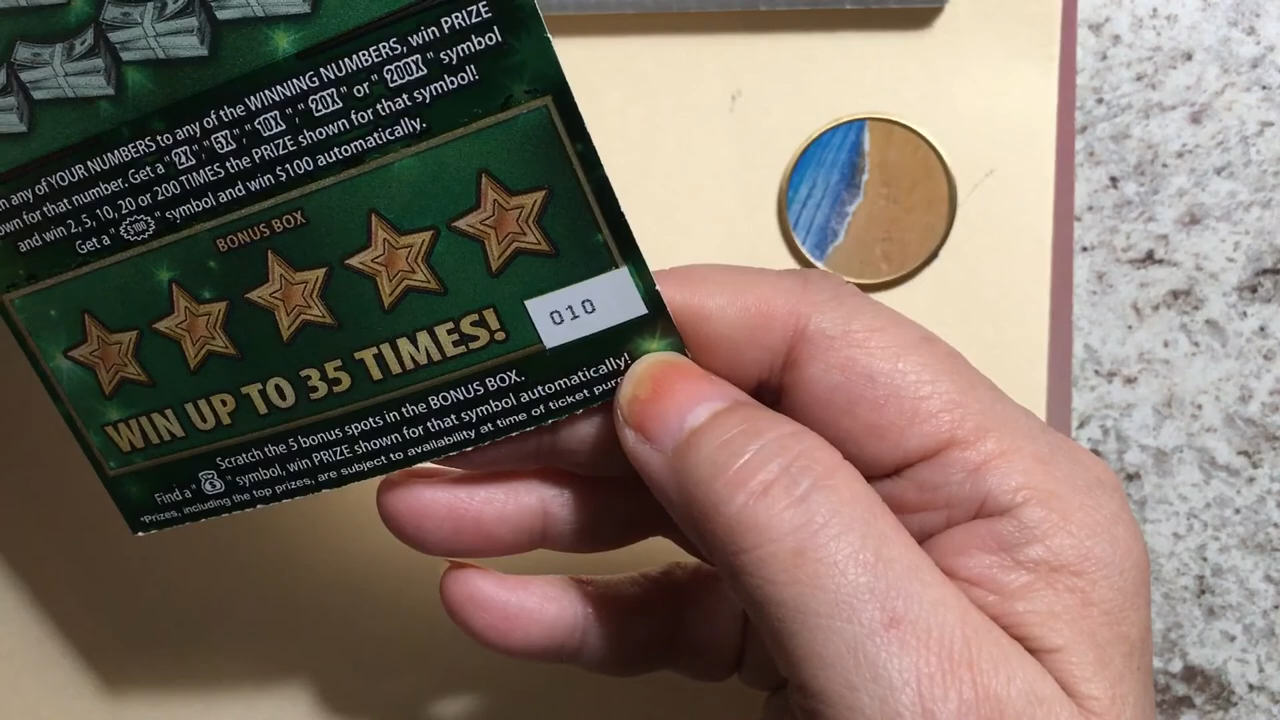 any of YOUR NUMBERS to any of the WINNING NUMBERS, win PRIZE
shown for that number. Get a "2X", "5X", "10X", "20X" or "200X" symbol
and win 2, 5, 10, 20 or 200 TIMES the PRIZE shown for that symbol!
Get a "$100" symbol and win $100 automatically.
BONUS BOX
WIN UP TO 35 TIMES!
010
Scratch the 5 bonus spots in the BONUS BOX.
Find a " " symbol, win PRIZE shown for that symbol automatically!
*Prizes, including the top prizes, are subject to availability at time of ticket